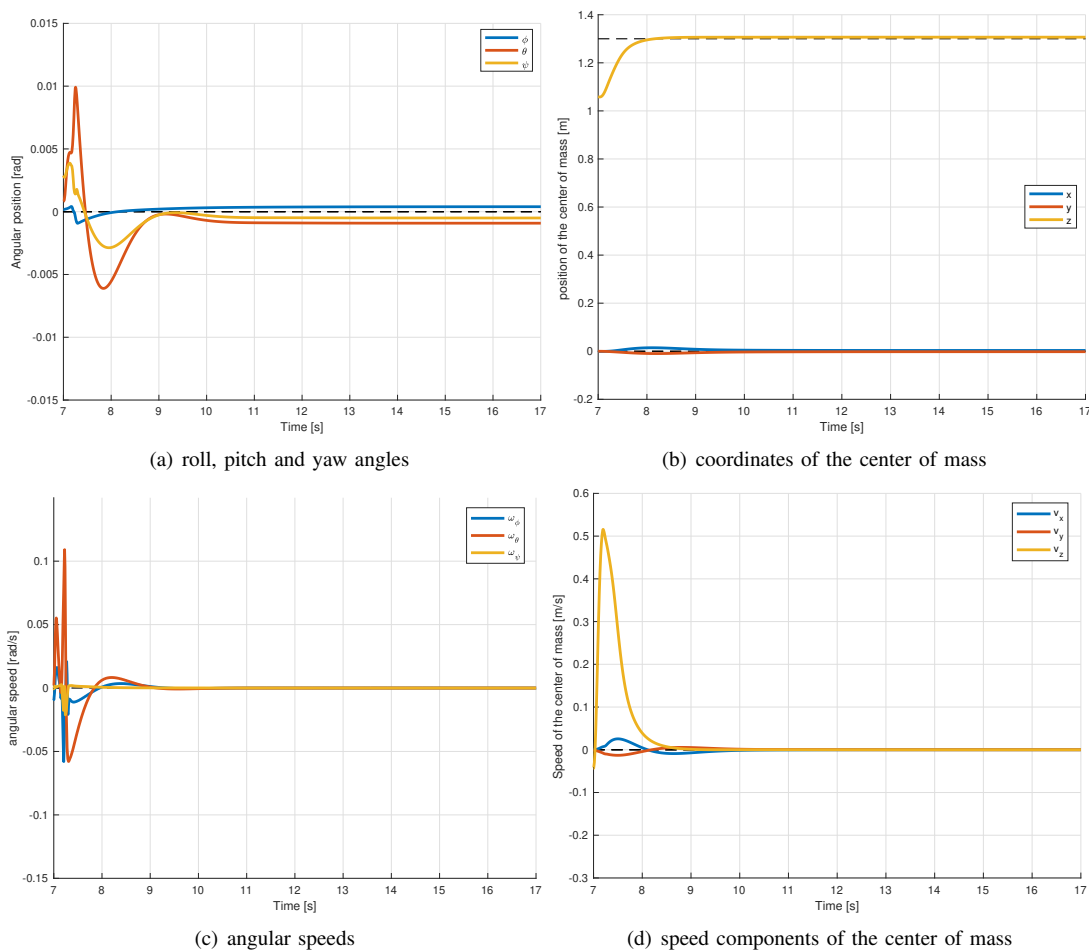 0.015
0.01
0.005
0
-0.005
-0.01
-0.015
Angular position [rad]
ϕ
θ
ψ
7 8 9 10 11 12 13 14 15 16 17
Time [s]
(a) roll, pitch and yaw angles
1.4
1.2
1
0.8
0.6
0.4
0.2
0
-0.2
position of the center of mass [m]
x
y
z
7 8 9 10 11 12 13 14 15 16 17
Time [s]
(b) coordinates of the center of mass
0.1
0.05
0
-0.05
-0.1
-0.15
angular speed [rad/s]
ω_ϕ
ω_θ
ω_ψ
7 8 9 10 11 12 13 14 15 16 17
Time [s]
(c) angular speeds
0.6
0.5
0.4
0.3
0.2
0.1
0
-0.1
-0.2
-0.3
Speed of the center of mass [m/s]
v_x
v_y
v_z
7 8 9 10 11 12 13 14 15 16 17
Time [s]
(d) speed components of the center of mass